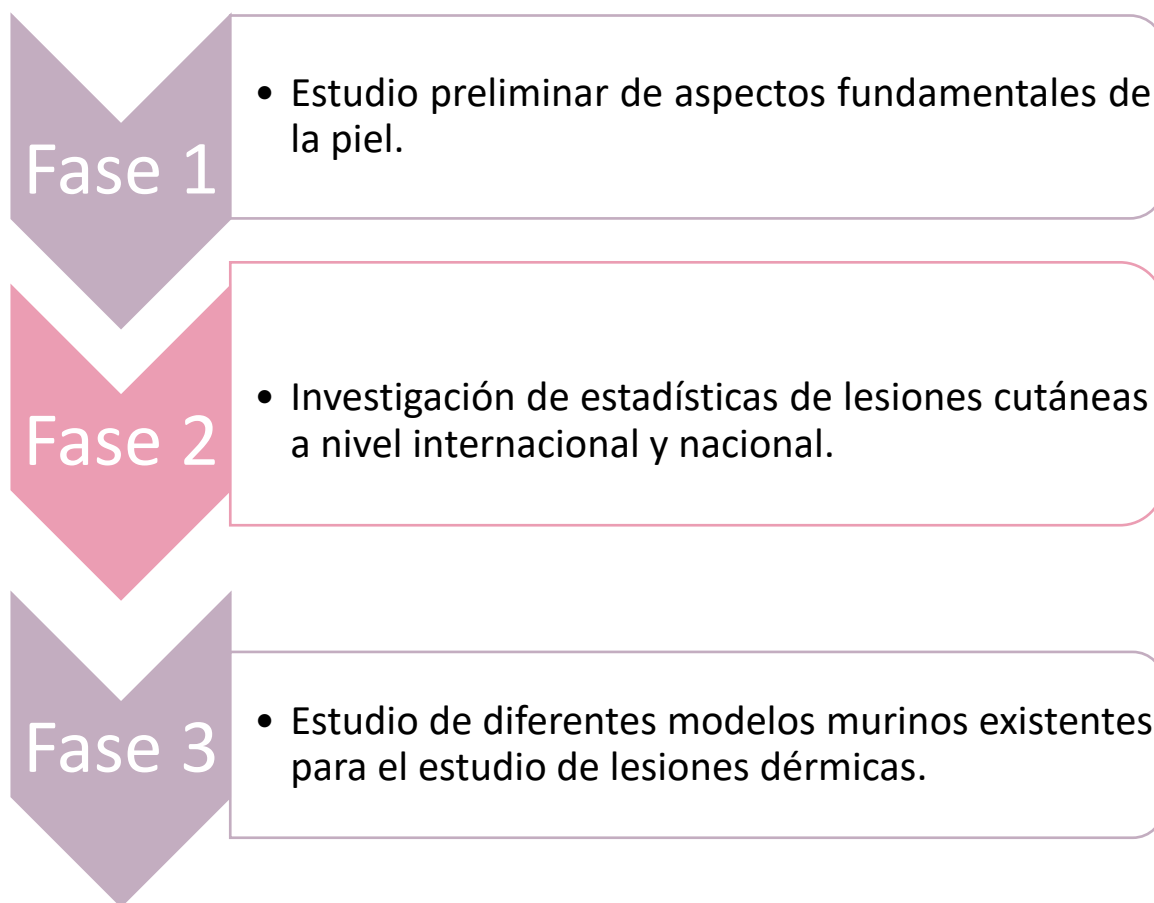 Fase 1
• Estudio preliminar de aspectos fundamentales de
la piel.
Fase 2
• Investigación de estadísticas de lesiones cutáneas
a nivel internacional y nacional.
Fase 3
• Estudio de diferentes modelos murinos existentes
para el estudio de lesiones dérmicas.